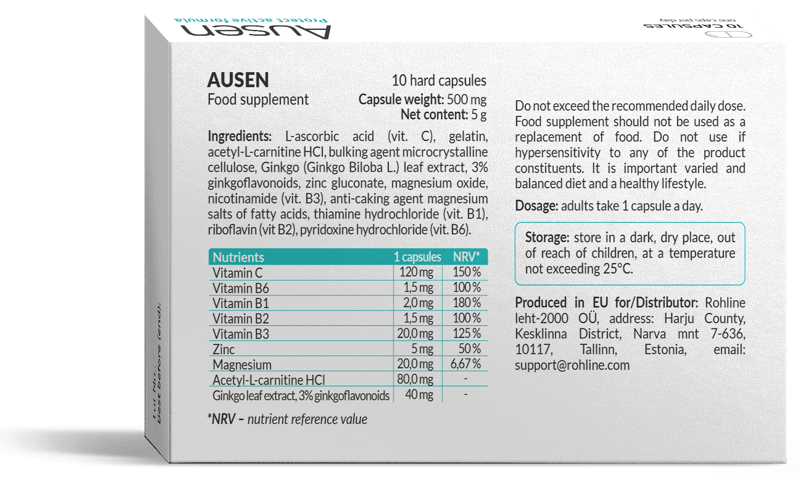 Protect active formula
Ausen
10 CAPSULES
one caps per day
AUSEN
10 hard capsules
Food supplement
Capsule weight: 500 mg
Net content: 5 g
Ingredients: L-ascorbic acid (vit. C), gelatin,
acetyl-L-carnitine HCl, bulking agent microcrystalline
cellulose, Ginkgo (Ginkgo Biloba L.) leaf extract, 3%
ginkgoflavonoids, zinc gluconate, magnesium oxide,
nicotinamide (vit. B3), anti-caking agent magnesium
salts of fatty acids, thiamine hydrochloride (vit. B1),
riboflavin (vit B2), pyridoxine hydrochloride (vit. B6).
Nutrients 1 capsules NRV*
Vitamin C 120 mg 150 %
Vitamin B6 1,5 mg 100 %
Vitamin B1 2,0 mg 180 %
Vitamin B2 1,5 mg 100 %
Vitamin B3 20,0 mg 125 %
Zinc 5 mg 50 %
Magnesium 20,0 mg 6,67 %
Acetyl-L-carnitine HCl 80,0 mg -
Ginkgo leaf extract, 3% ginkgoflavonoids 40 mg -
*NRV – nutrient reference value
Do not exceed the recommended daily dose.
Food supplement should not be used as a
replacement of food. Do not use if
hypersensitivity to any of the product
constituents. It is important varied and
balanced diet and a healthy lifestyle.
Dosage: adults take 1 capsule a day.
Storage: store in a dark, dry place, out
of reach of children, at a temperature
not exceeding 25°C.
Produced in EU for/Distributor: Rohline
leht-2000 OÜ, address: Harju County,
Kesklinna District, Narva mnt 7-636,
10117, Tallinn, Estonia, email:
support@rohline.com
Lot No.:
Best before (end):